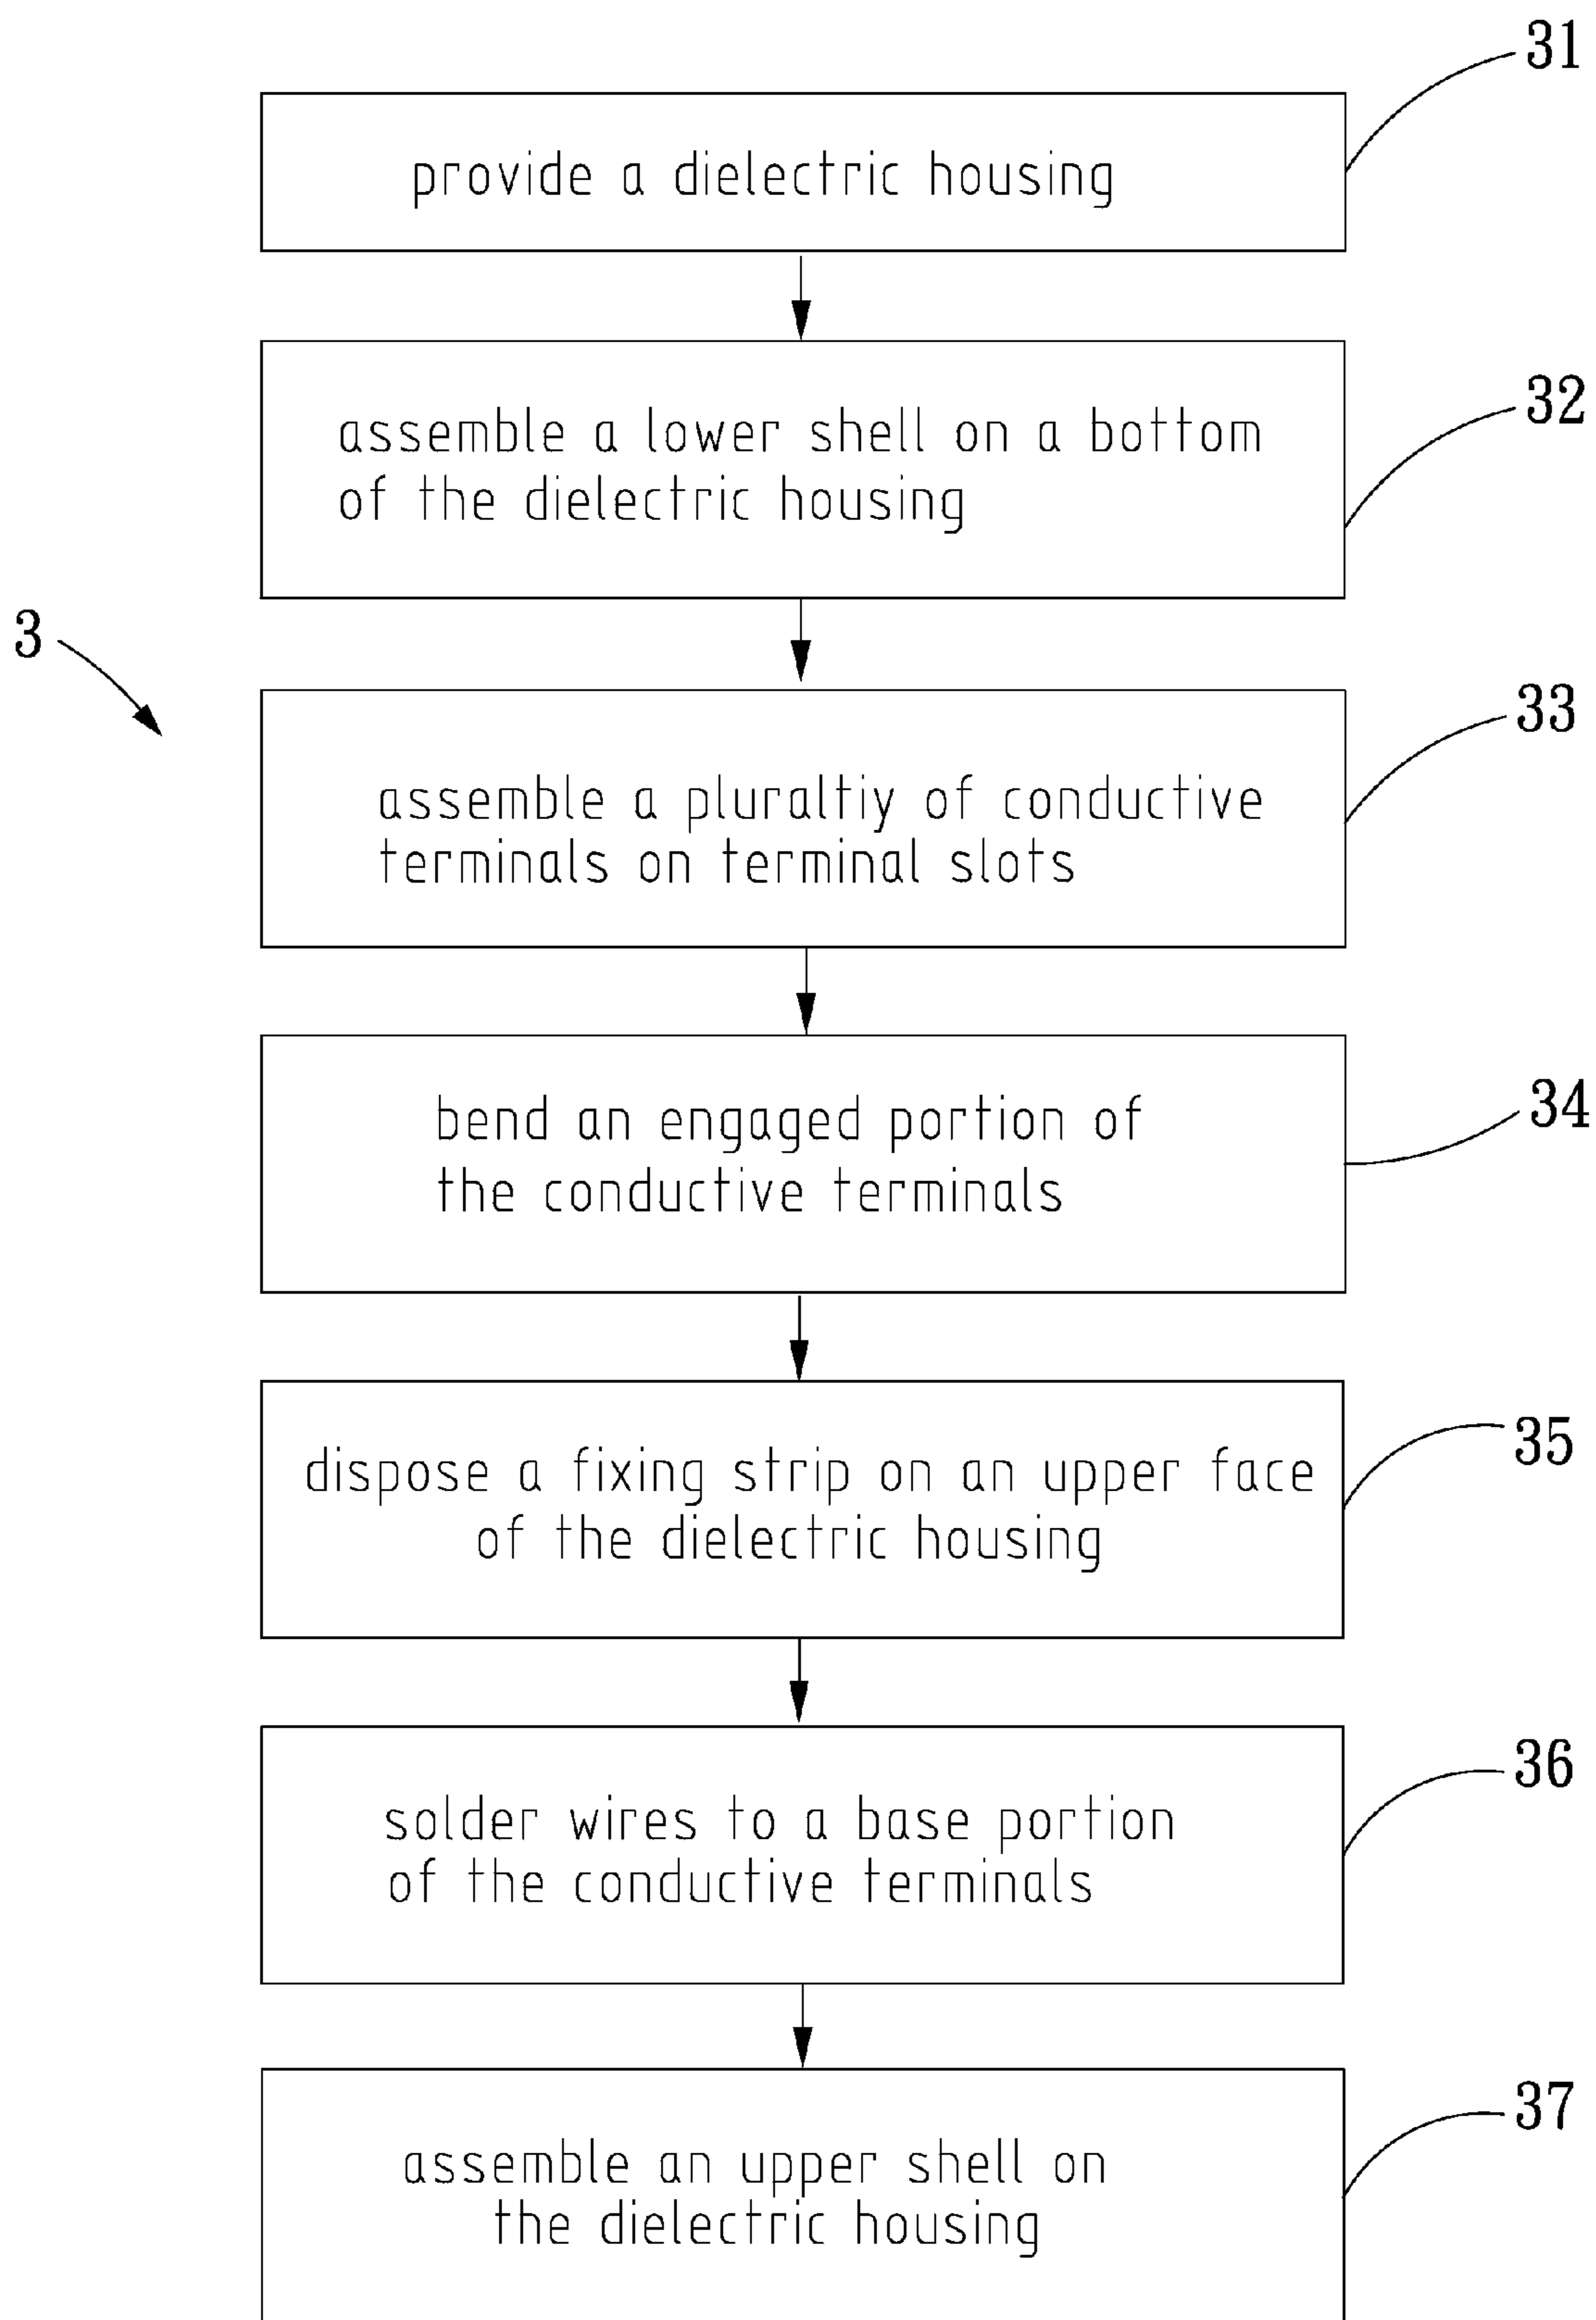 31
provide a dielectric housing
32
assemble a lower shell on a bottom
of the dielectric housing
3
33
assemble a pluraltiy of conductive
terminals on terminal slots
34
bend an engaged portion of
the conductive terminals
35
dispose a fixing strip on an upper face
of the dielectric housing
36
solder wires to a base portion
of the conductive terminals
37
assemble an upper shell on
the dielectric housing